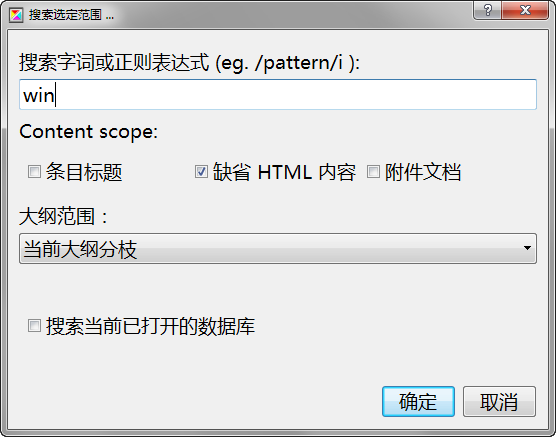 搜索选定范围 ...
搜索字词或正则表达式 (eg. /pattern/i ):
win
Content scope:
条目标题 缺省 HTML 内容 附件文档
大纲范围：
当前大纲分枝
搜索当前已打开的数据库
确定 取消